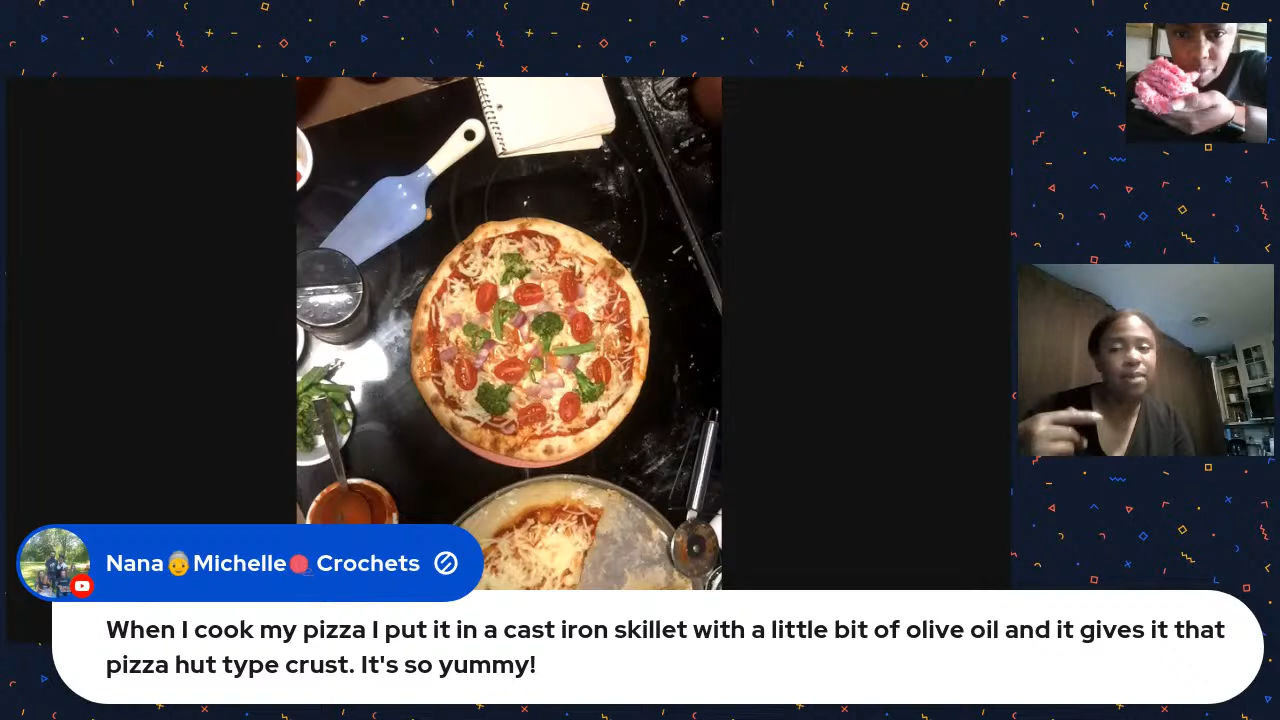 Nana👵Michelle🧶Crochets
When I cook my pizza I put it in a cast iron skillet with a little bit of olive oil and it gives it that
pizza hut type crust. It's so yummy!